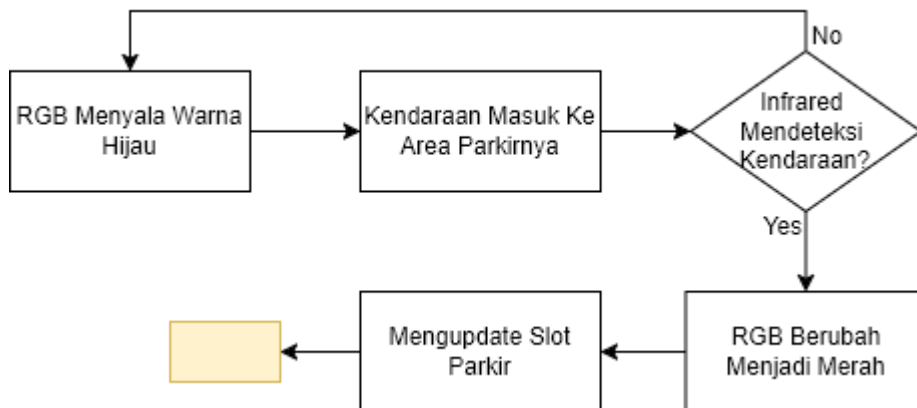 No
RGB Menyala Warna
Hijau
Kendaraan Masuk Ke
Area Parkirnya
Infrared
Mendeteksi
Kendaraan?
Yes
RGB Berubah
Menjadi Merah
Mengupdate Slot
Parkir